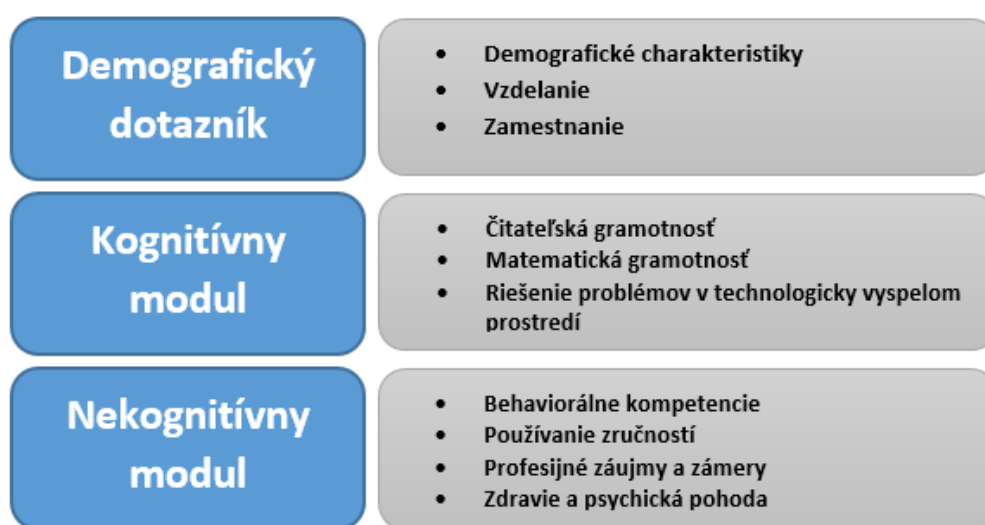 Demografický
dotazník
• Demografické charakteristiky
• Vzdelanie
• Zamestnanie
Kognitívny
modul
• Čitateľská gramotnosť
• Matematická gramotnosť
• Riešenie problémov v technologicky vyspelom
prostredí
Nekognitívny
modul
• Behaviorálne kompetencie
• Používanie zručností
• Profesijné záujmy a zámery
• Zdravie a psychická pohoda